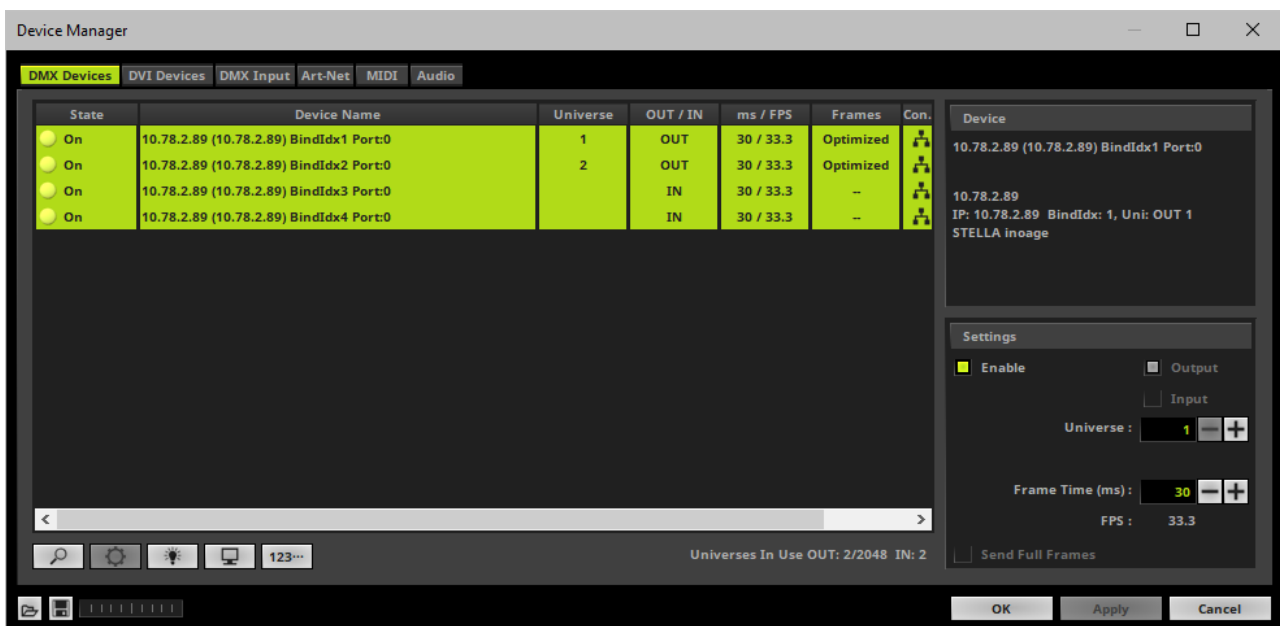 Device Manager
DMX Devices DVI Devices DMX Input Art-Net MIDI Audio
State Device Name Universe OUT / IN ms / FPS Frames Con.
On 10.78.2.89 (10.78.2.89) BindIdx1 Port:0 1 OUT 30 / 33.3 Optimized
On 10.78.2.89 (10.78.2.89) BindIdx2 Port:0 2 OUT 30 / 33.3 Optimized
On 10.78.2.89 (10.78.2.89) BindIdx3 Port:0 IN 30 / 33.3 --
On 10.78.2.89 (10.78.2.89) BindIdx4 Port:0 IN 30 / 33.3 --
123...
Universes In Use OUT: 2/2048 IN: 2
Device
10.78.2.89 (10.78.2.89) BindIdx1 Port:0
10.78.2.89
IP: 10.78.2.89 BindIdx: 1, Uni: OUT 1
STELLA inoage
Settings
Enable Output
Input
Universe : 1
Frame Time (ms) : 30
FPS : 33.3
Send Full Frames
OK Apply Cancel